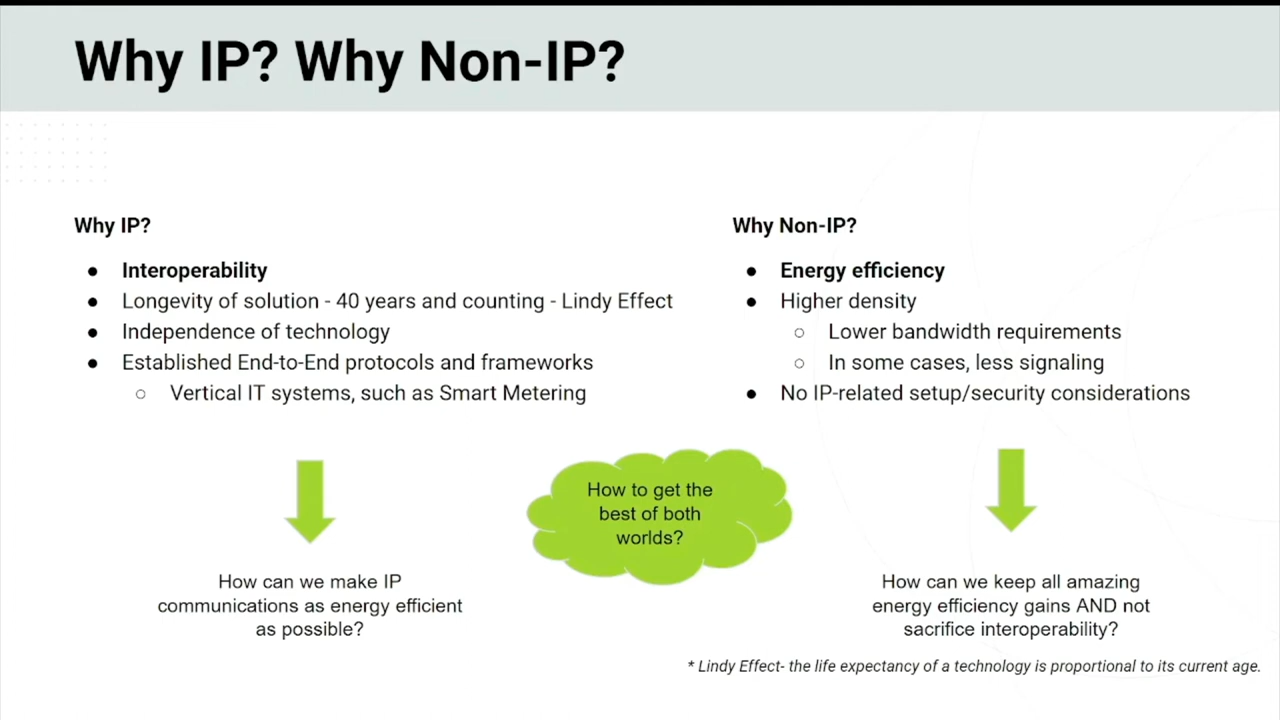 Why IP? Why Non-IP?
Why IP?
● Interoperability
● Longevity of solution - 40 years and counting - Lindy Effect
● Independence of technology
● Established End-to-End protocols and frameworks
○ Vertical IT systems, such as Smart Metering
Why Non-IP?
● Energy efficiency
● Higher density
○ Lower bandwidth requirements
○ In some cases, less signaling
● No IP-related setup/security considerations
How to get the
best of both
worlds?
How can we make IP
communications as energy efficient
as possible?
How can we keep all amazing
energy efficiency gains AND not
sacrifice interoperability?
* Lindy Effect- the life expectancy of a technology is proportional to its current age.